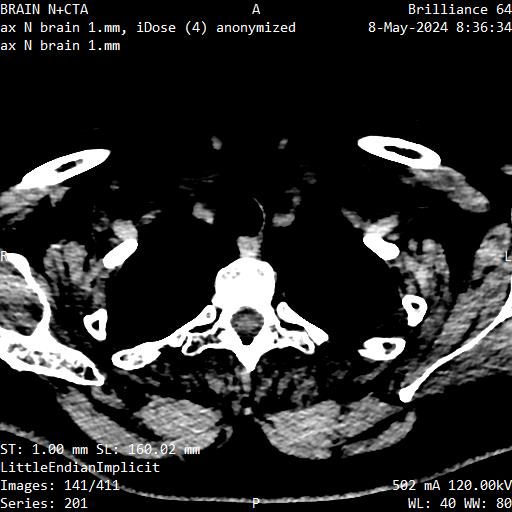 BRAIN N+CTA
A
Brilliance 64
ax N brain 1.mm, iDose (4) anonymized
8-May-2024 8:36:34
ax N brain 1.mm
R
L
ST: 1.00 mm SL: 160.02 mm
LittleEndianImplicit
Images: 141/411
502 mA 120.00kV
Series: 201
P
WL: 40 WW: 80